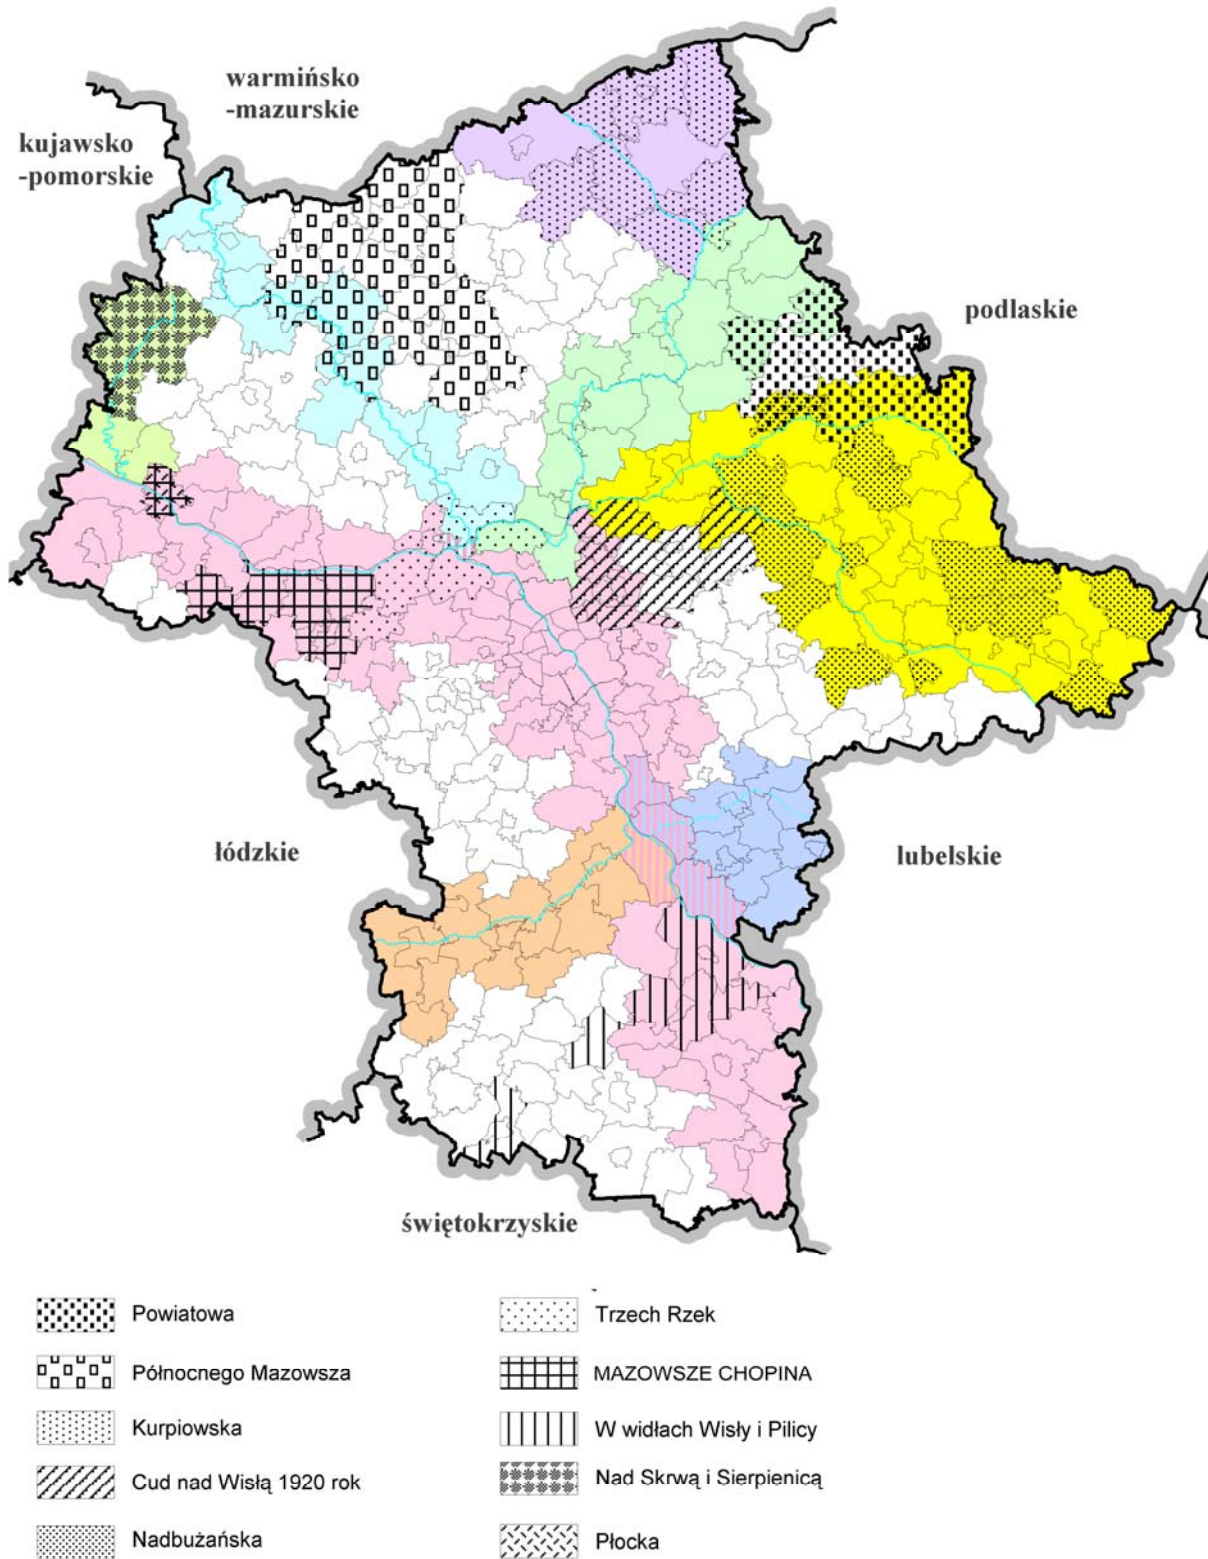 warmińsko
-mazurskie
kujawsko
-pomorskie
podlaskie
łódzkie
lubelskie
świętokrzyskie
Powiatowa
Trzech Rzek
Północnego Mazowsza
MAZOWSZE CHOPINA
Kurpiowska
W widłach Wisły i Pilicy
Cud nad Wisłą 1920 rok
Nad Skrwą i Sierpienicą
Nadbużańska
Płocka